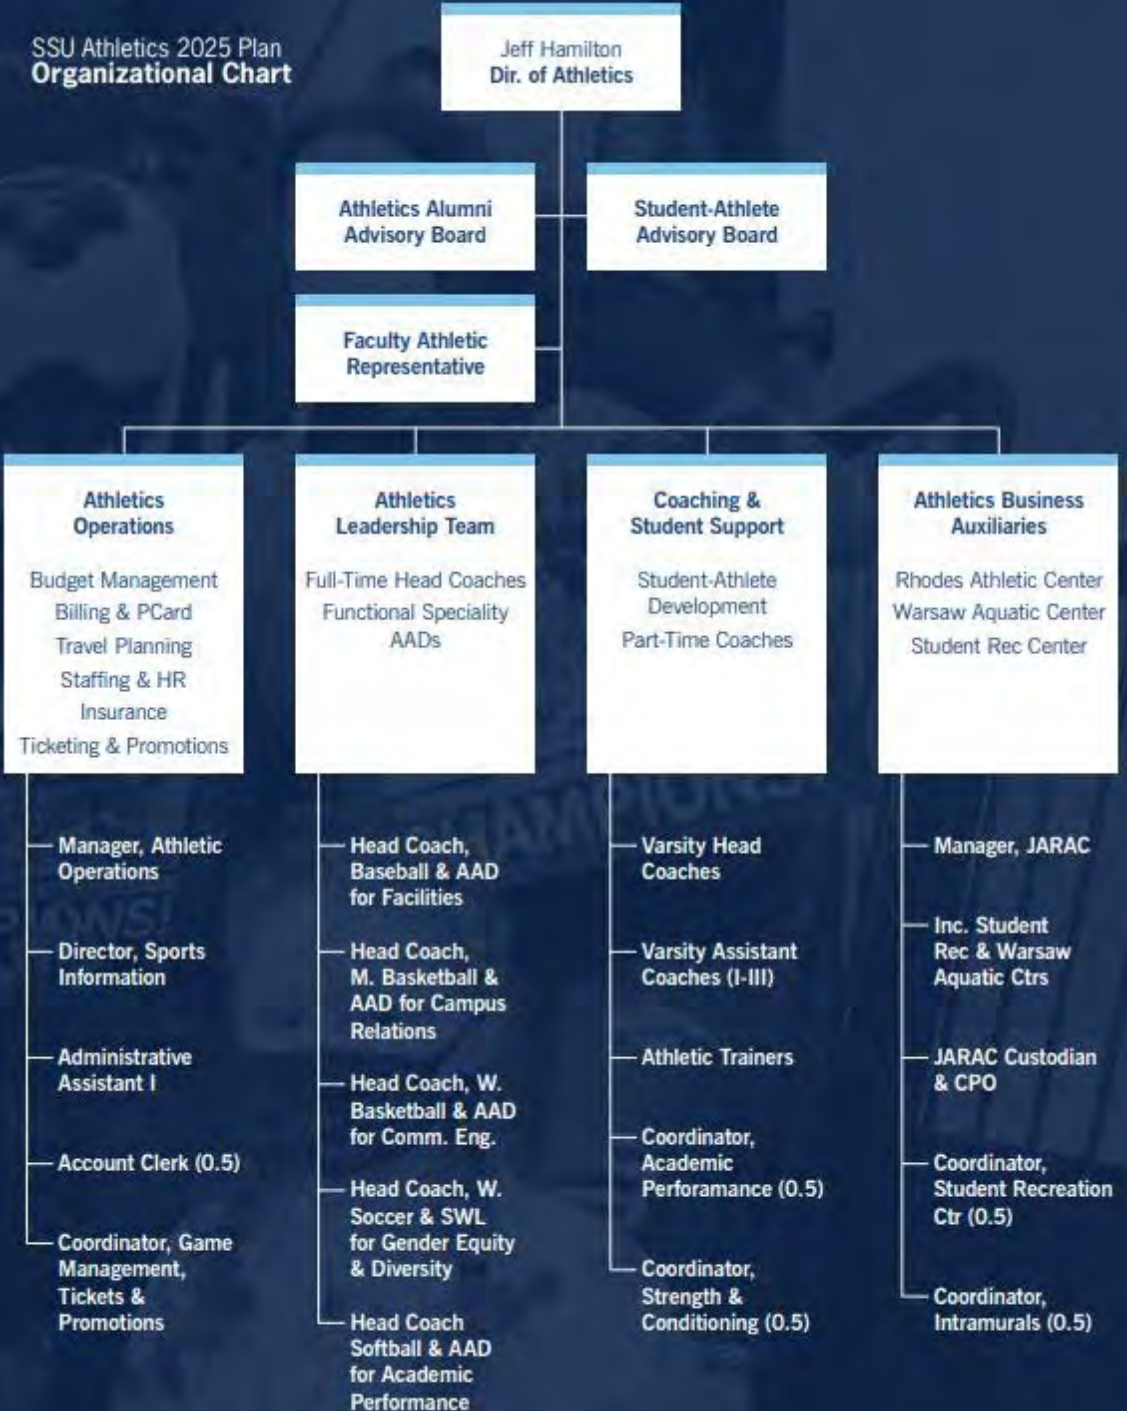 SSU Athletics 2025 Plan
Organizational Chart
Jeff Hamilton
Dir. of Athletics
Athletics Alumni
Advisory Board
Student-Athlete
Advisory Board
Faculty Athletic
Representative
Athletics
Operations
Budget Management
Billing & PCard
Travel Planning
Staffing & HR
Insurance
Ticketing & Promotions
Manager, Athletic
Operations
Director, Sports
Information
Administrative
Assistant I
Account Clerk (0.5)
Coordinator, Game
Management,
Tickets &
Promotions
Athletics
Leadership Team
Full-Time Head Coaches
Functional Speciality
AADs
Head Coach,
Baseball & AAD
for Facilities
Head Coach,
M. Basketball &
AAD for Campus
Relations
Head Coach, W.
Basketball & AAD
for Comm. Eng.
Head Coach, W.
Soccer & SWL
for Gender Equity
& Diversity
Head Coach
Softball & AAD
for Academic
Performance
Coaching &
Student Support
Student-Athlete
Development
Part-Time Coaches
Varsity Head
Coaches
Varsity Assistant
Coaches (I-III)
Athletic Trainers
Coordinator,
Academic
Perforamance (0.5)
Coordinator,
Strength &
Conditioning (0.5)
Athletics Business
Auxiliaries
Rhodes Athletic Center
Warsaw Aquatic Center
Student Rec Center
Manager, JARAC
Inc. Student
Rec & Warsaw
Aquatic Ctrs
JARAC Custodian
& CPO
Coordinator,
Student Recreation
Ctr (0.5)
Coordinator,
Intramurals (0.5)